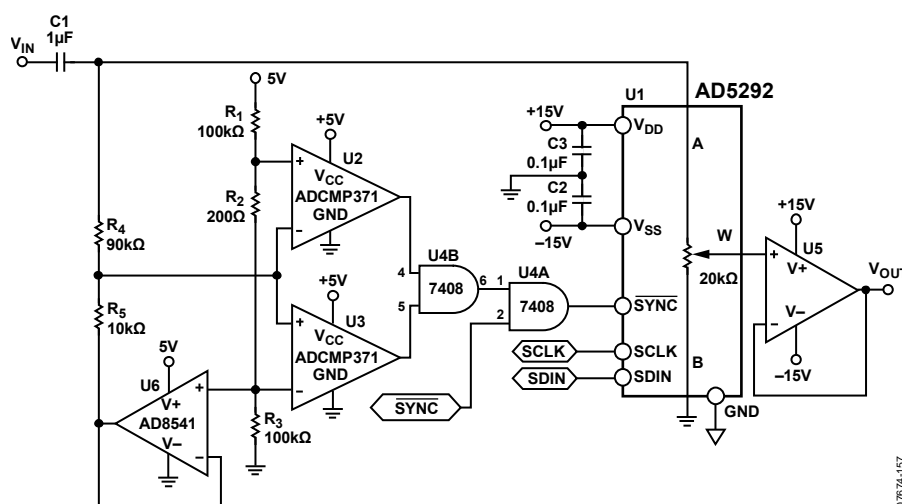 C1
1µF
VIN
5V
R1
100kΩ
+5V
U2
VCC
ADCMP371
GND
R2
200Ω
R4
90kΩ
R5
10kΩ
+5V
U3
VCC
ADCMP371
GND
5V
U6
V+
AD8541
V–
R3
100kΩ
U4B
4
5
7408
6
U4A
1
2
7408
SYNC
U1
AD5292
+15V
VDD
C3
0.1µF
C2
0.1µF
–15V
VSS
A
W
20kΩ
B
SYNC
SCLK
SCLK
SDIN
SDIN
GND
+15V
U5
V+
V–
–15V
VOUT
+
–
+
–
+
–
+
–
07674-157